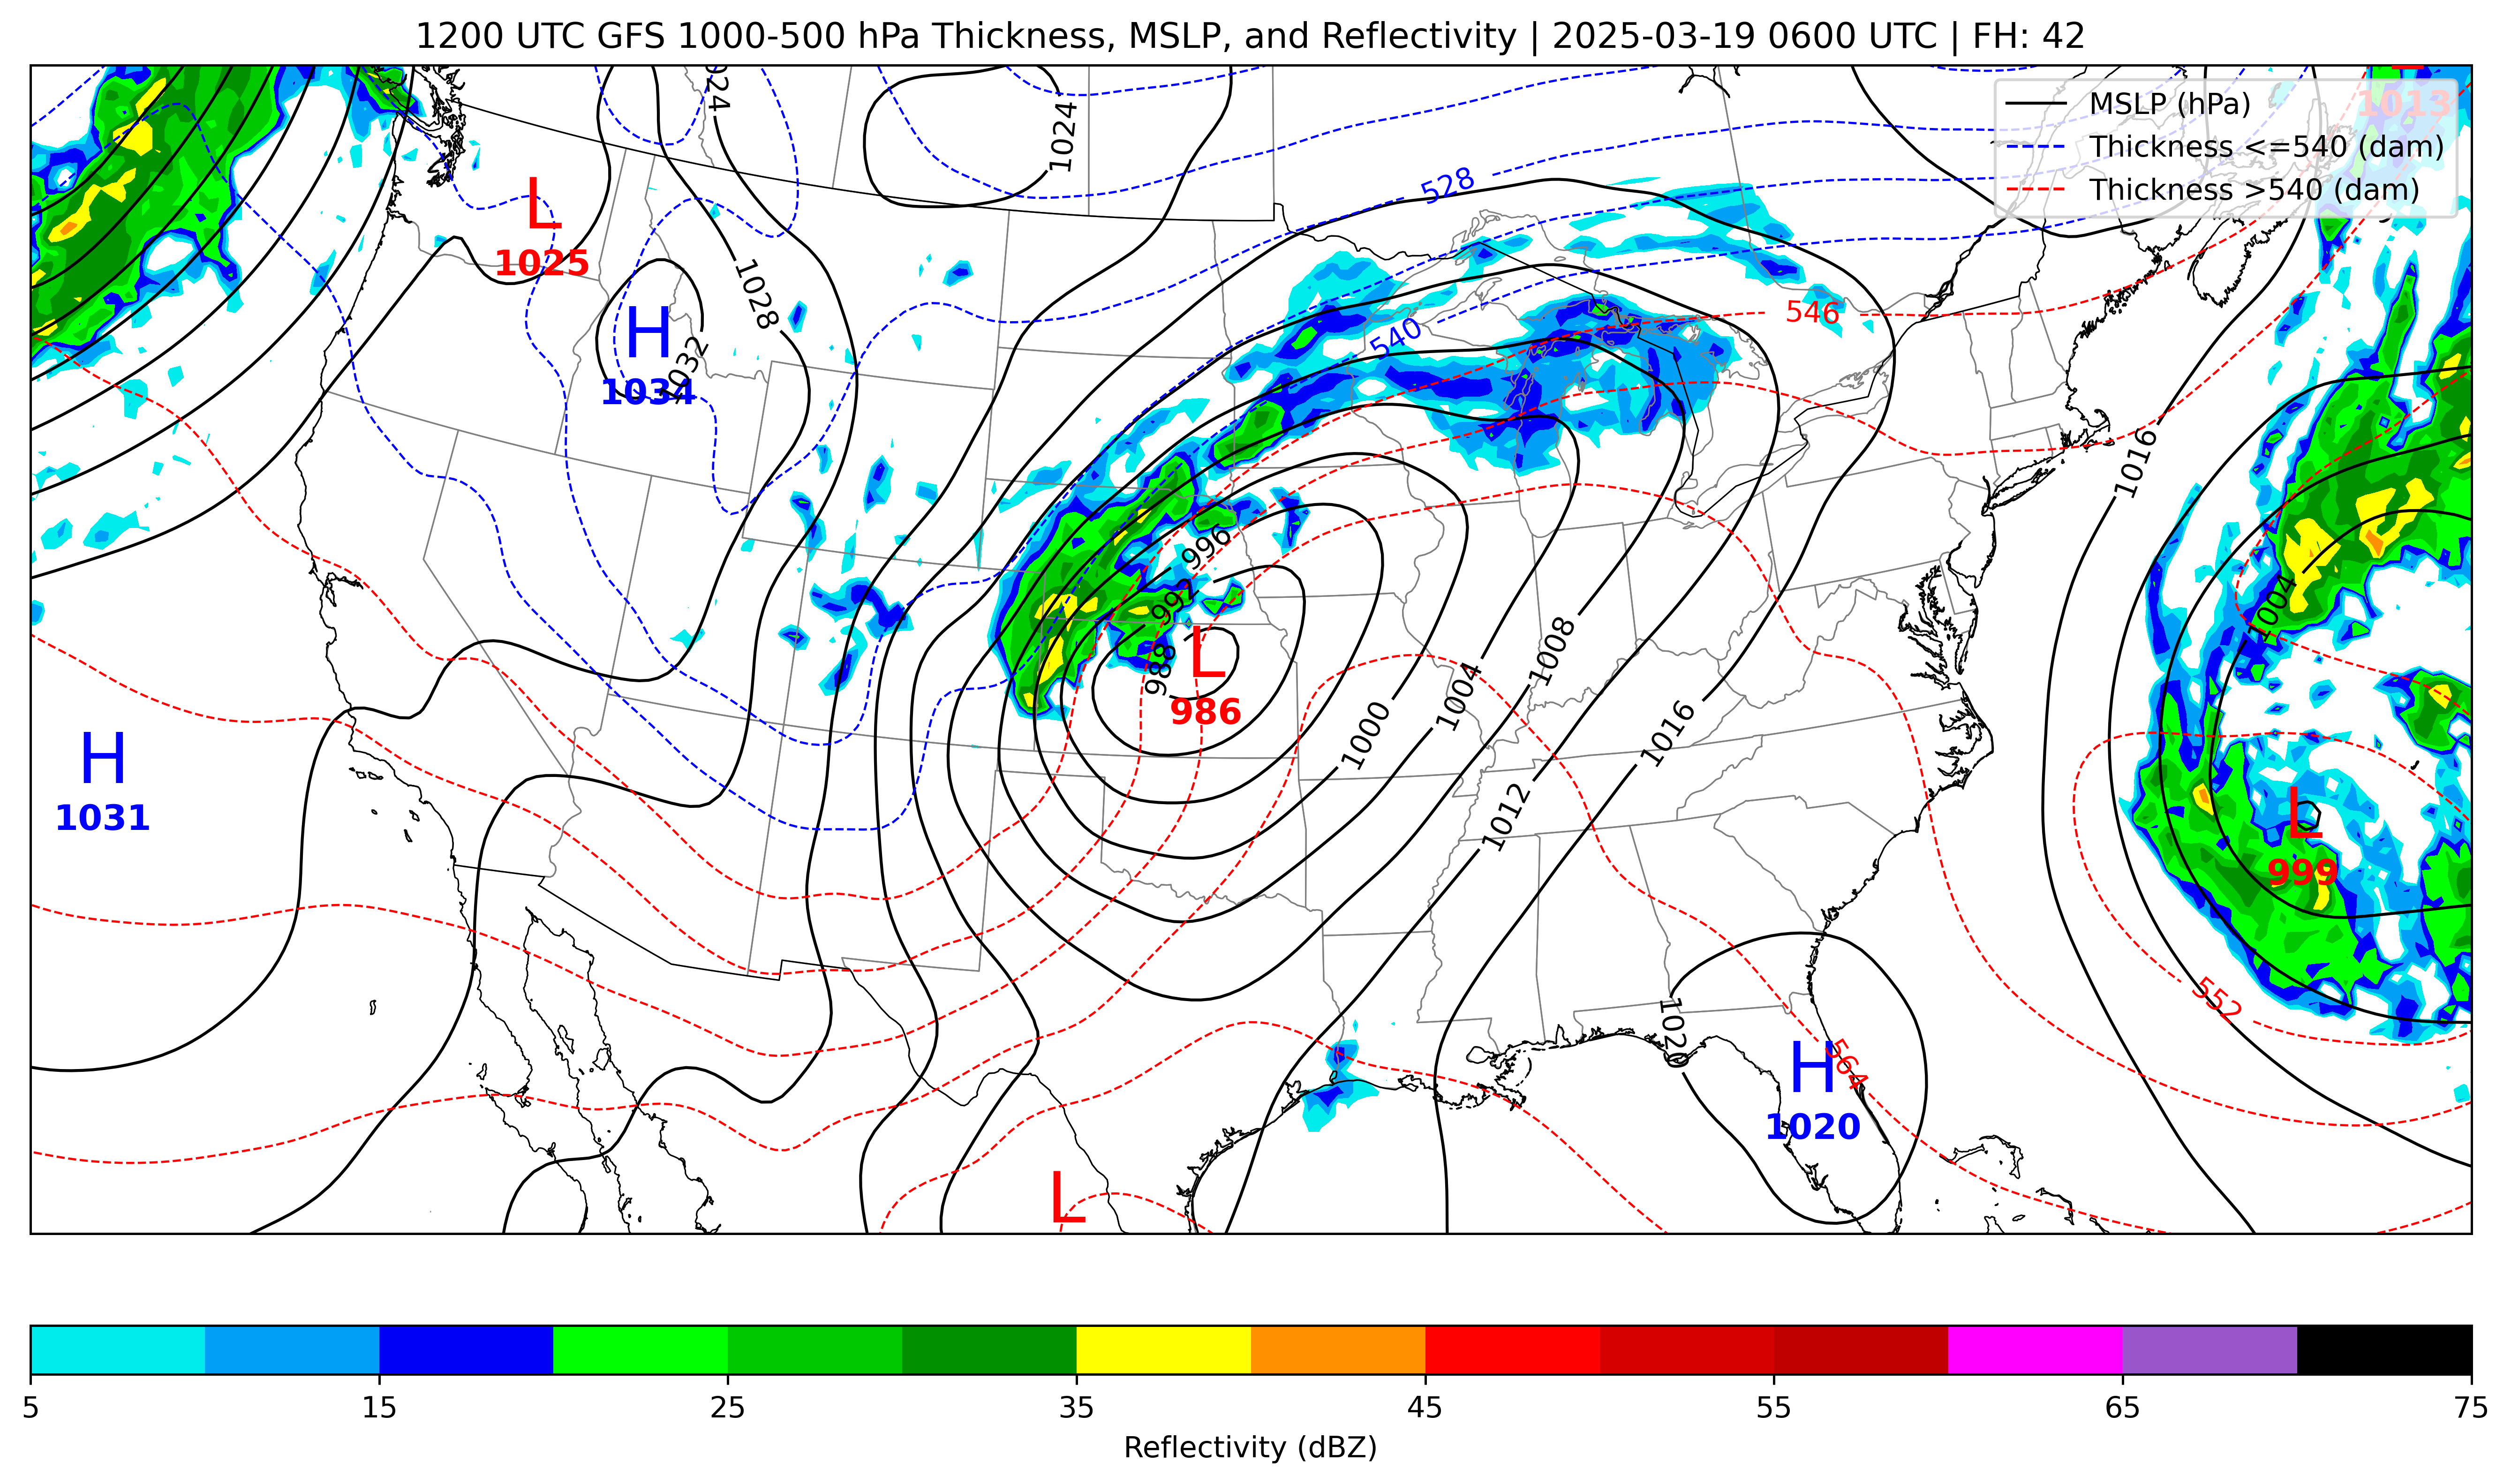 1200 UTC GFS 1000-500 hPa Thickness, MSLP, and Reflectivity | 2025-03-19 0600 UTC | FH: 42
MSLP (hPa)
Thickness <=540 (dam)
Thickness >540 (dam)
L
1013
1024
1024
528
L
1025
1028
H
1034
1032
546
540
1016
996
992
988
L
986
1008
1004
1004
1000
1016
1012
H
1031
L
999
552
1020
564
H
1020
L
5 15 25 35 45 55 65 75
Reflectivity (dBZ)